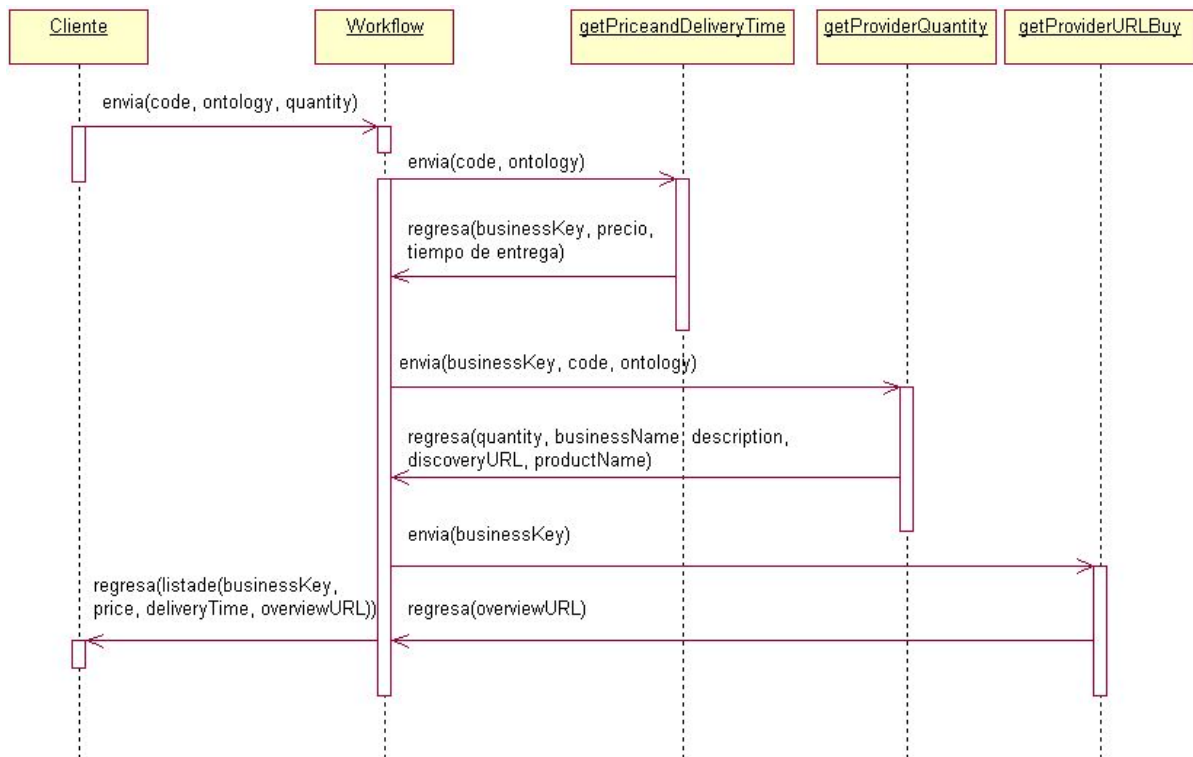 Cliente
Workflow
getPriceandDeliveryTime
getProviderQuantity
getProviderURLBuy
envia(code, ontology, quantity)
envia(code, ontology)
regresa(businessKey, precio,
tiempo de entrega)
envia(businessKey, code, ontology)
regresa(quantity, businessName, description,
discoveryURL, productName)
envia(businessKey)
regresa(listade(businessKey,
price, deliveryTime, overviewURL))
regresa(overviewURL)